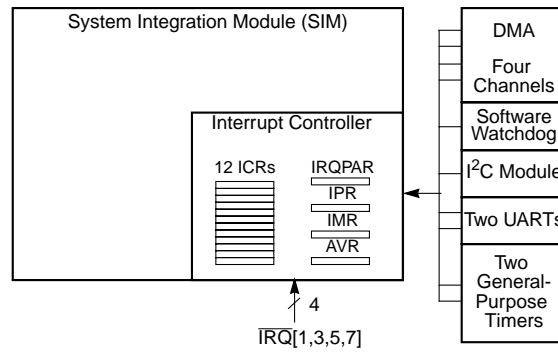 System Integration Module (SIM)
Interrupt Controller
12 ICRs
IRQPAR
IPR
IMR
AVR
4
IRQ[1,3,5,7]
DMA
Four
Channels
Software
Watchdog
I²C Module
Two UARTs
Two
General-
Purpose
Timers